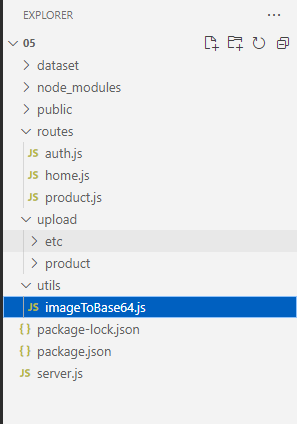 EXPLORER
05
dataset
node_modules
public
routes
JS auth.js
JS home.js
JS product.js
upload
etc
product
utils
JS imageToBase64.js
{ } package-lock.json
{ } package.json
JS server.js